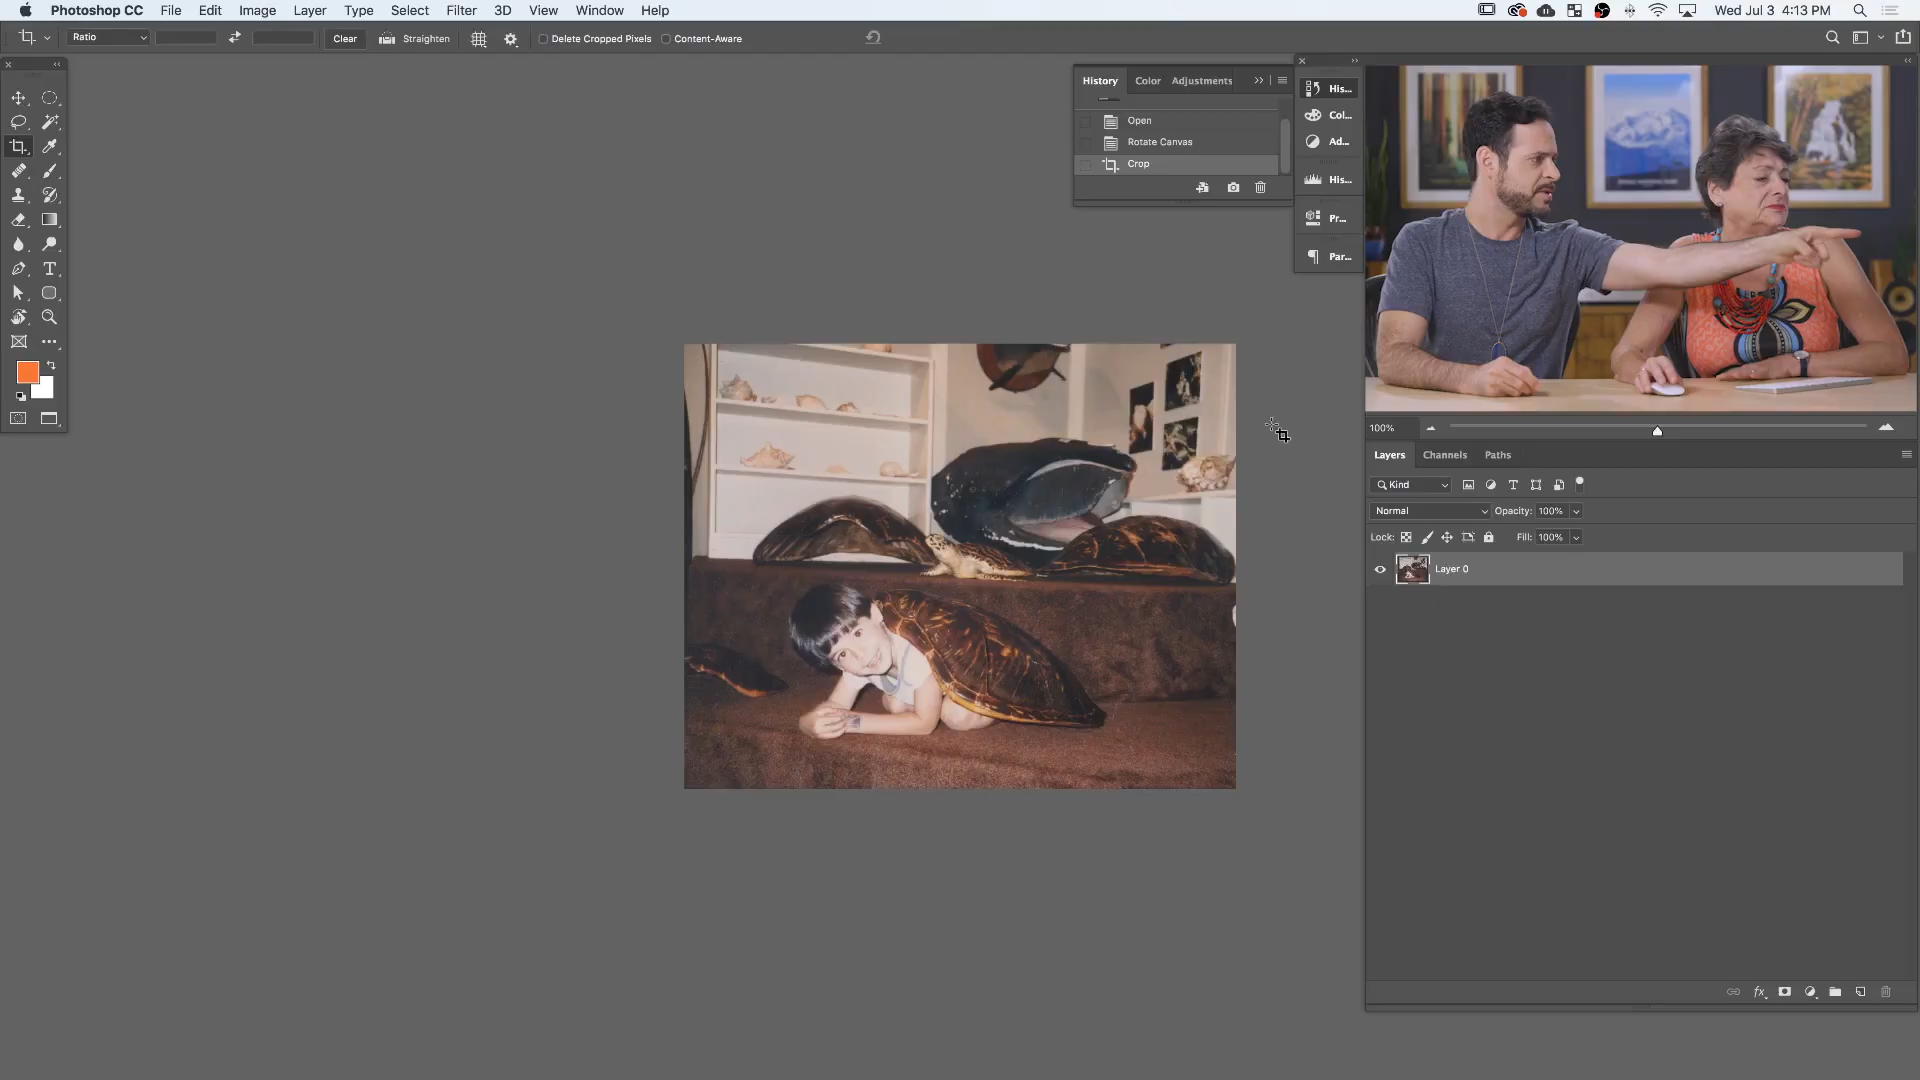 Photoshop CC File Edit Image Layer Type Select Filter 3D View Window Help Wed Jul 3 4:13 PM
Ratio Clear Straighten Delete Cropped Pixels Content-Aware
History Color Adjustments
Open
Rotate Canvas
Crop
His...
Col...
Ad...
His...
Pr...
Par...
100%
Layers Channels Paths
Kind
Normal Opacity: 100%
Lock: Fill: 100%
Layer 0